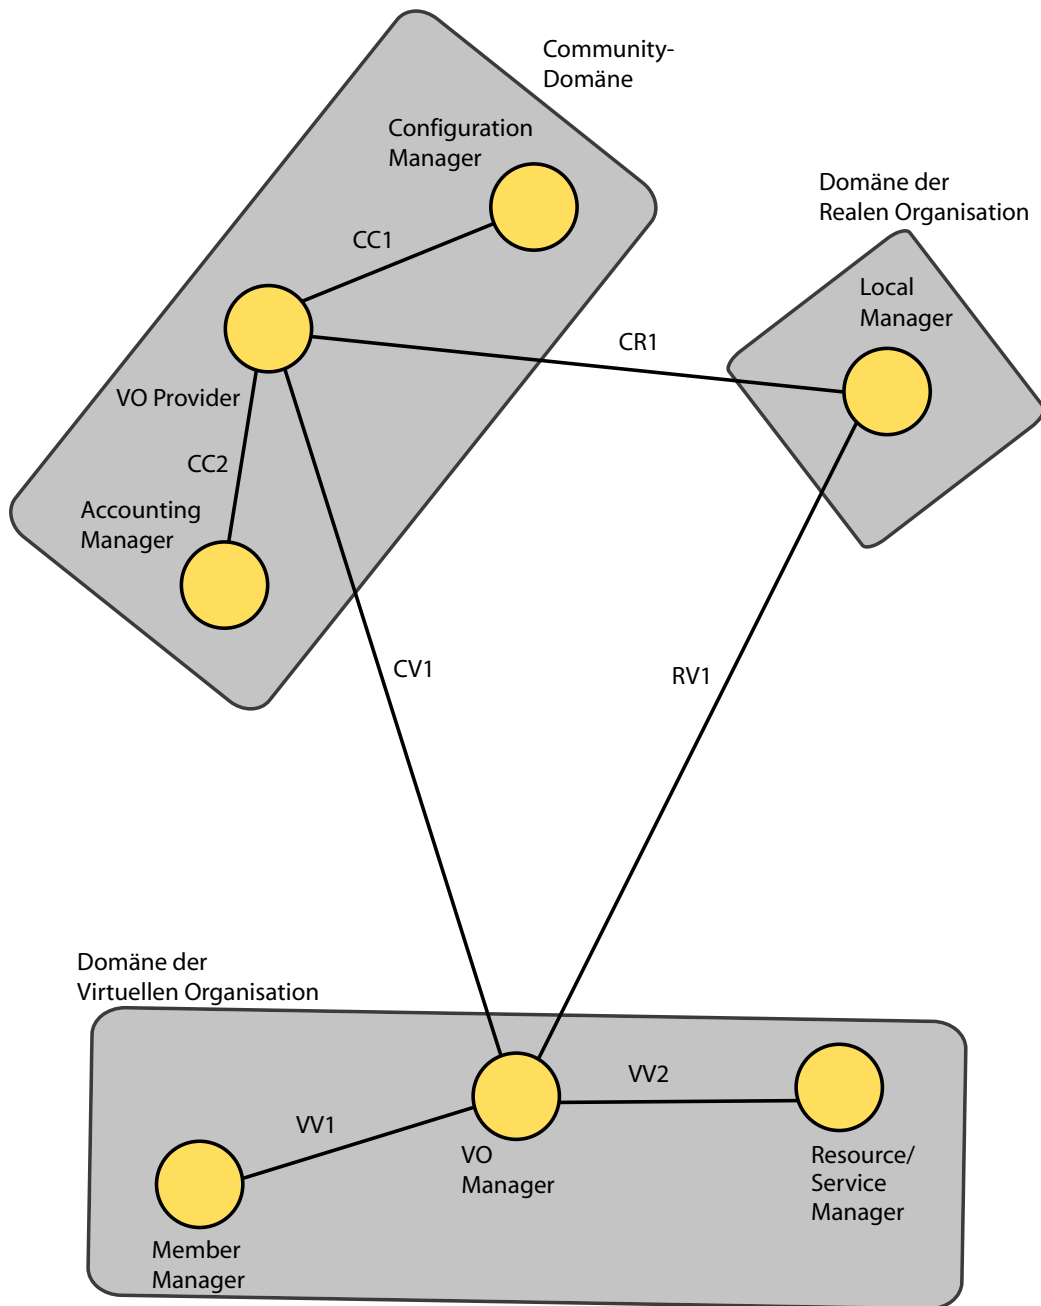 Community-
Domäne
Configuration
Manager
Domäne der
Realen Organisation
CC1
Local
Manager
CR1
VO Provider
CC2
Accounting
Manager
CV1
RV1
Domäne der
Virtuellen Organisation
VV2
VV1
VO
Manager
Resource/
Service
Manager
Member
Manager